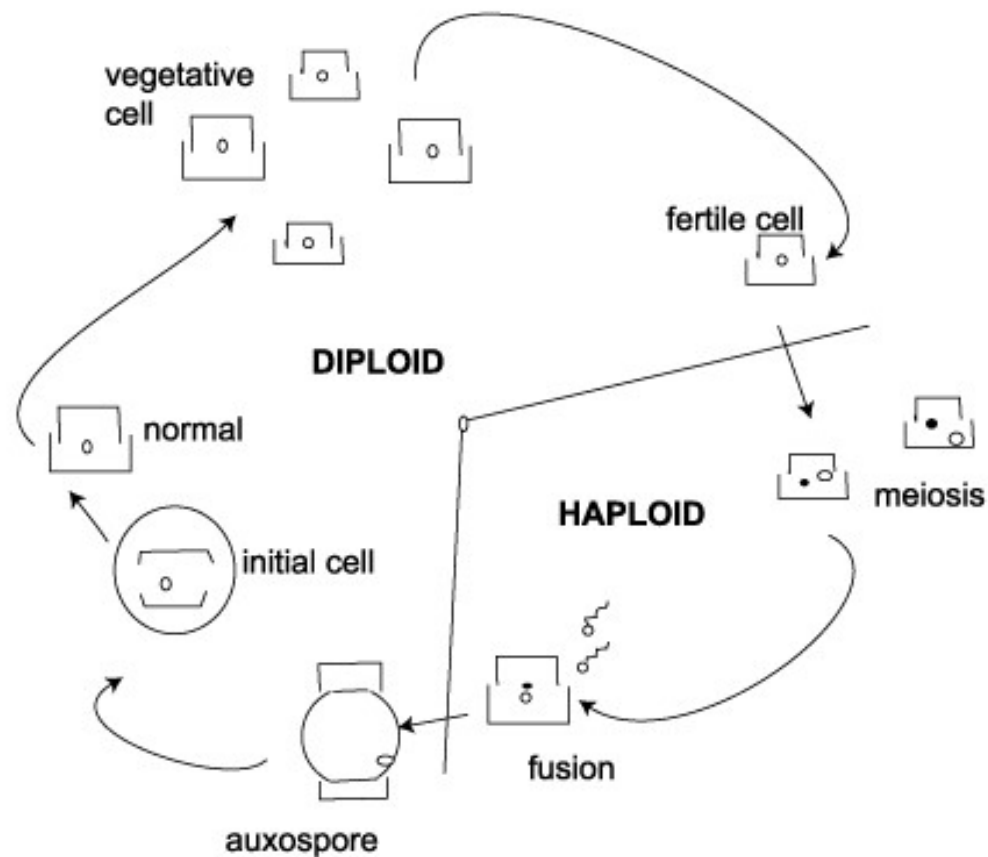 vegetative
cell
fertile cell
DIPLOID
normal
HAPLOID
meiosis
initial cell
fusion
auxospore